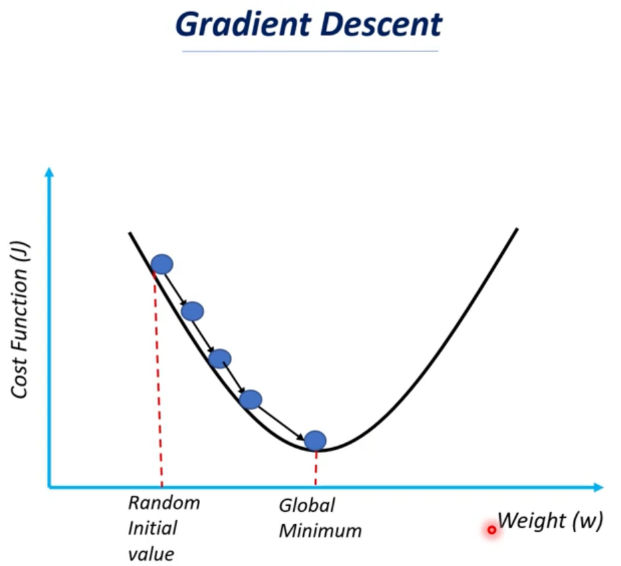 Gradient Descent
Cost Function (J)
Random
Initial
value
Global
Minimum
Weight (w)